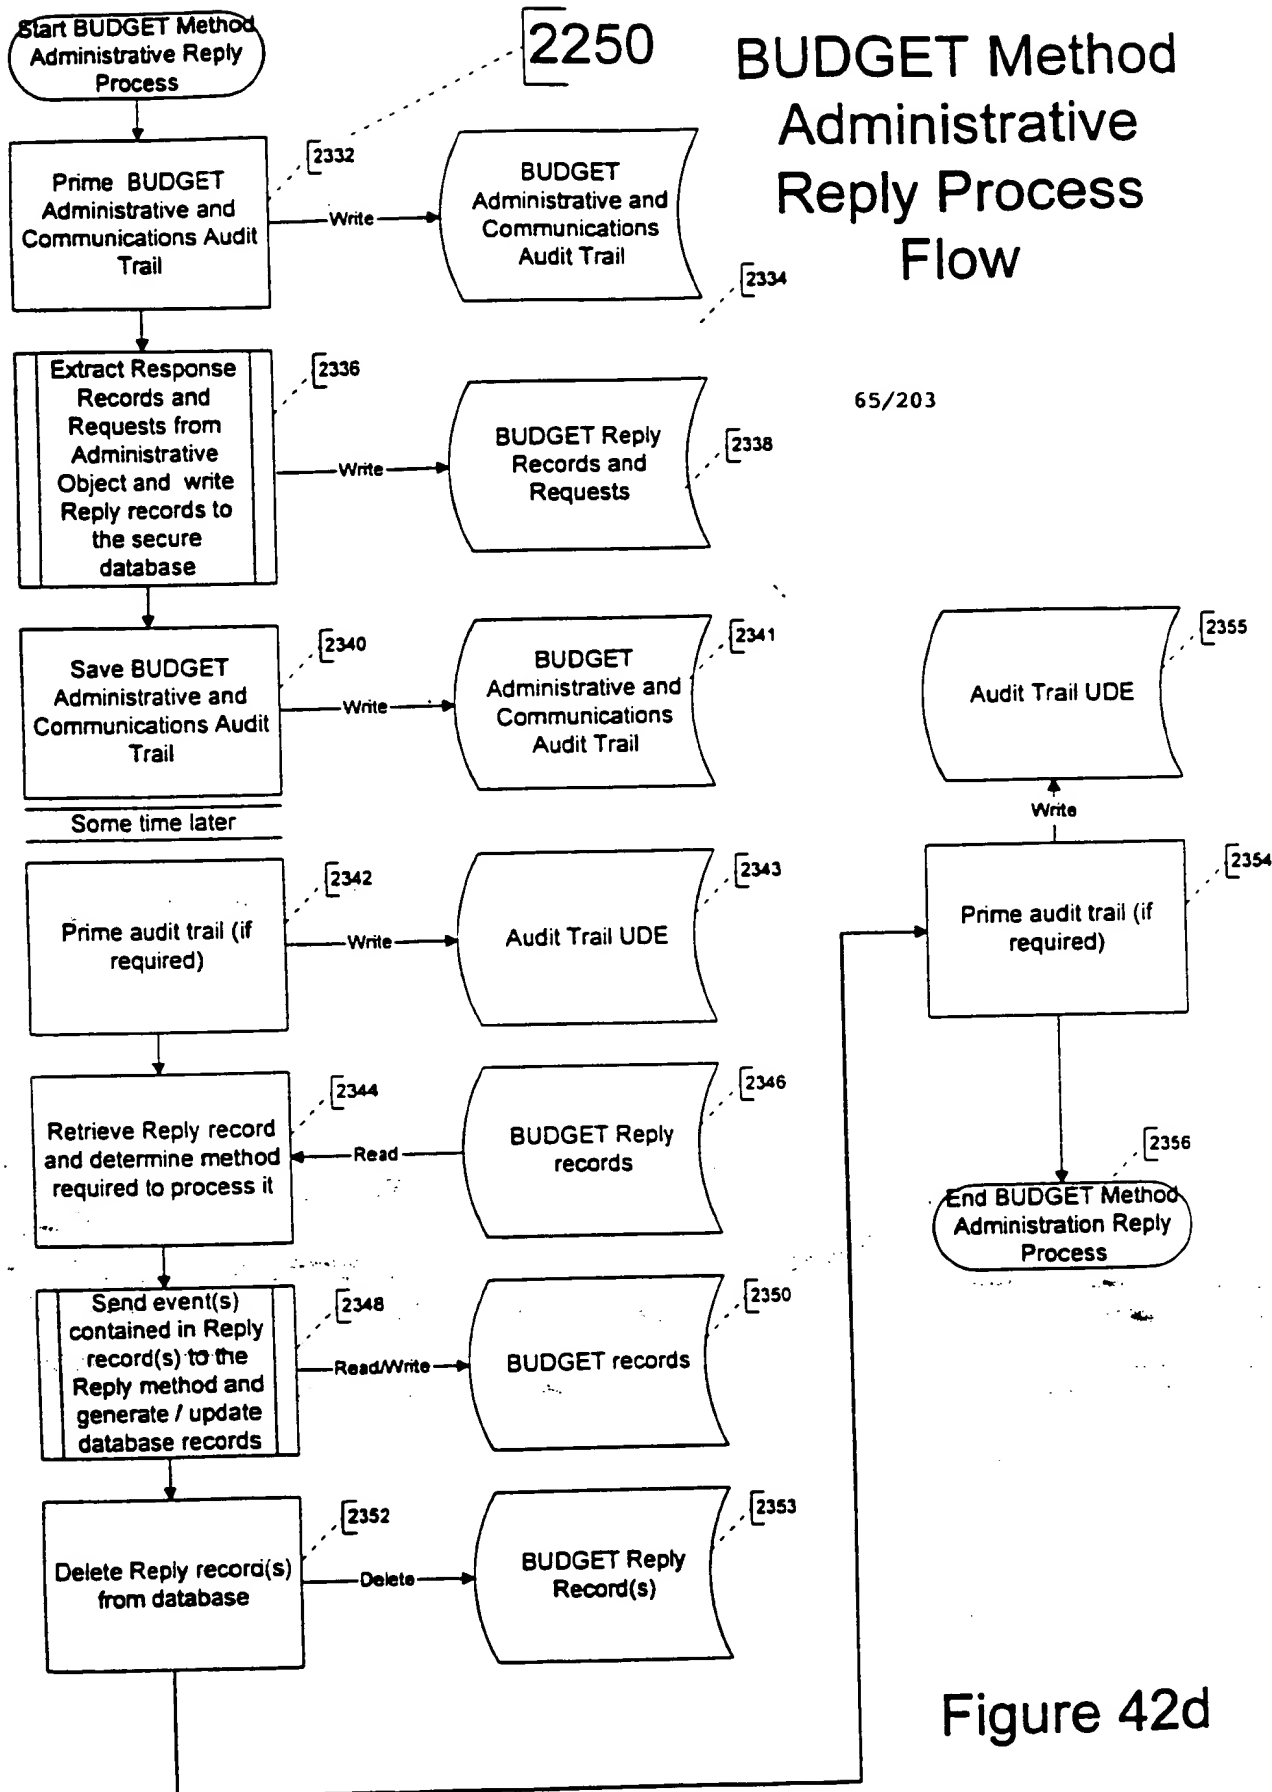 Start BUDGET Method
Administrative Reply
Process
2250
BUDGET Method
Administrative
Reply Process
Flow
Prime BUDGET
Administrative and
Communications Audit
Trail
2332
Write
BUDGET
Administrative and
Communications
Audit Trail
2334
65/203
Extract Response
Records and
Requests from
Administrative
Object and write
Reply records to
the secure
database
2336
Write
BUDGET Reply
Records and
Requests
2338
Save BUDGET
Administrative and
Communications Audit
Trail
2340
Write
BUDGET
Administrative and
Communications
Audit Trail
2341
Some time later
Prime audit trail (if
required)
2342
Write
Audit Trail UDE
2343
Retrieve Reply record
and determine method
required to process it
2344
Read
BUDGET Reply
records
2346
Send event(s)
contained in Reply
record(s) to the
Reply method and
generate / update
database records
2348
Read/Write
BUDGET records
2350
Delete Reply record(s)
from database
2352
Delete
BUDGET Reply
Record(s)
2353
Audit Trail UDE
2355
Write
Prime audit trail (if
required)
2354
2356
End BUDGET Method
Administration Reply
Process
Figure 42d